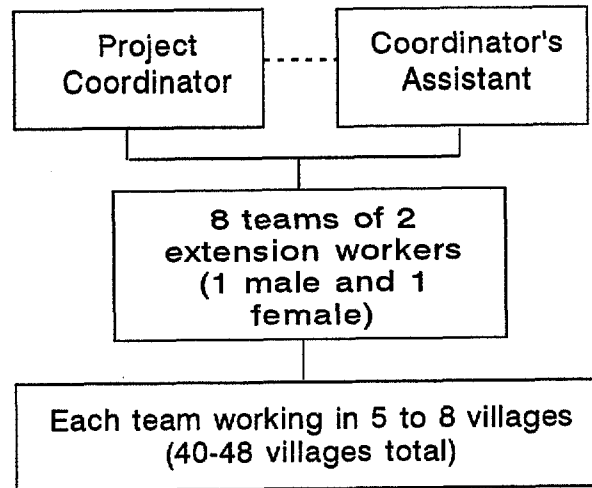 Project
Coordinator
Coordinator's
Assistant
8 teams of 2
extension workers
(1 male and 1
female)
Each team working in 5 to 8 villages
(40-48 villages total)